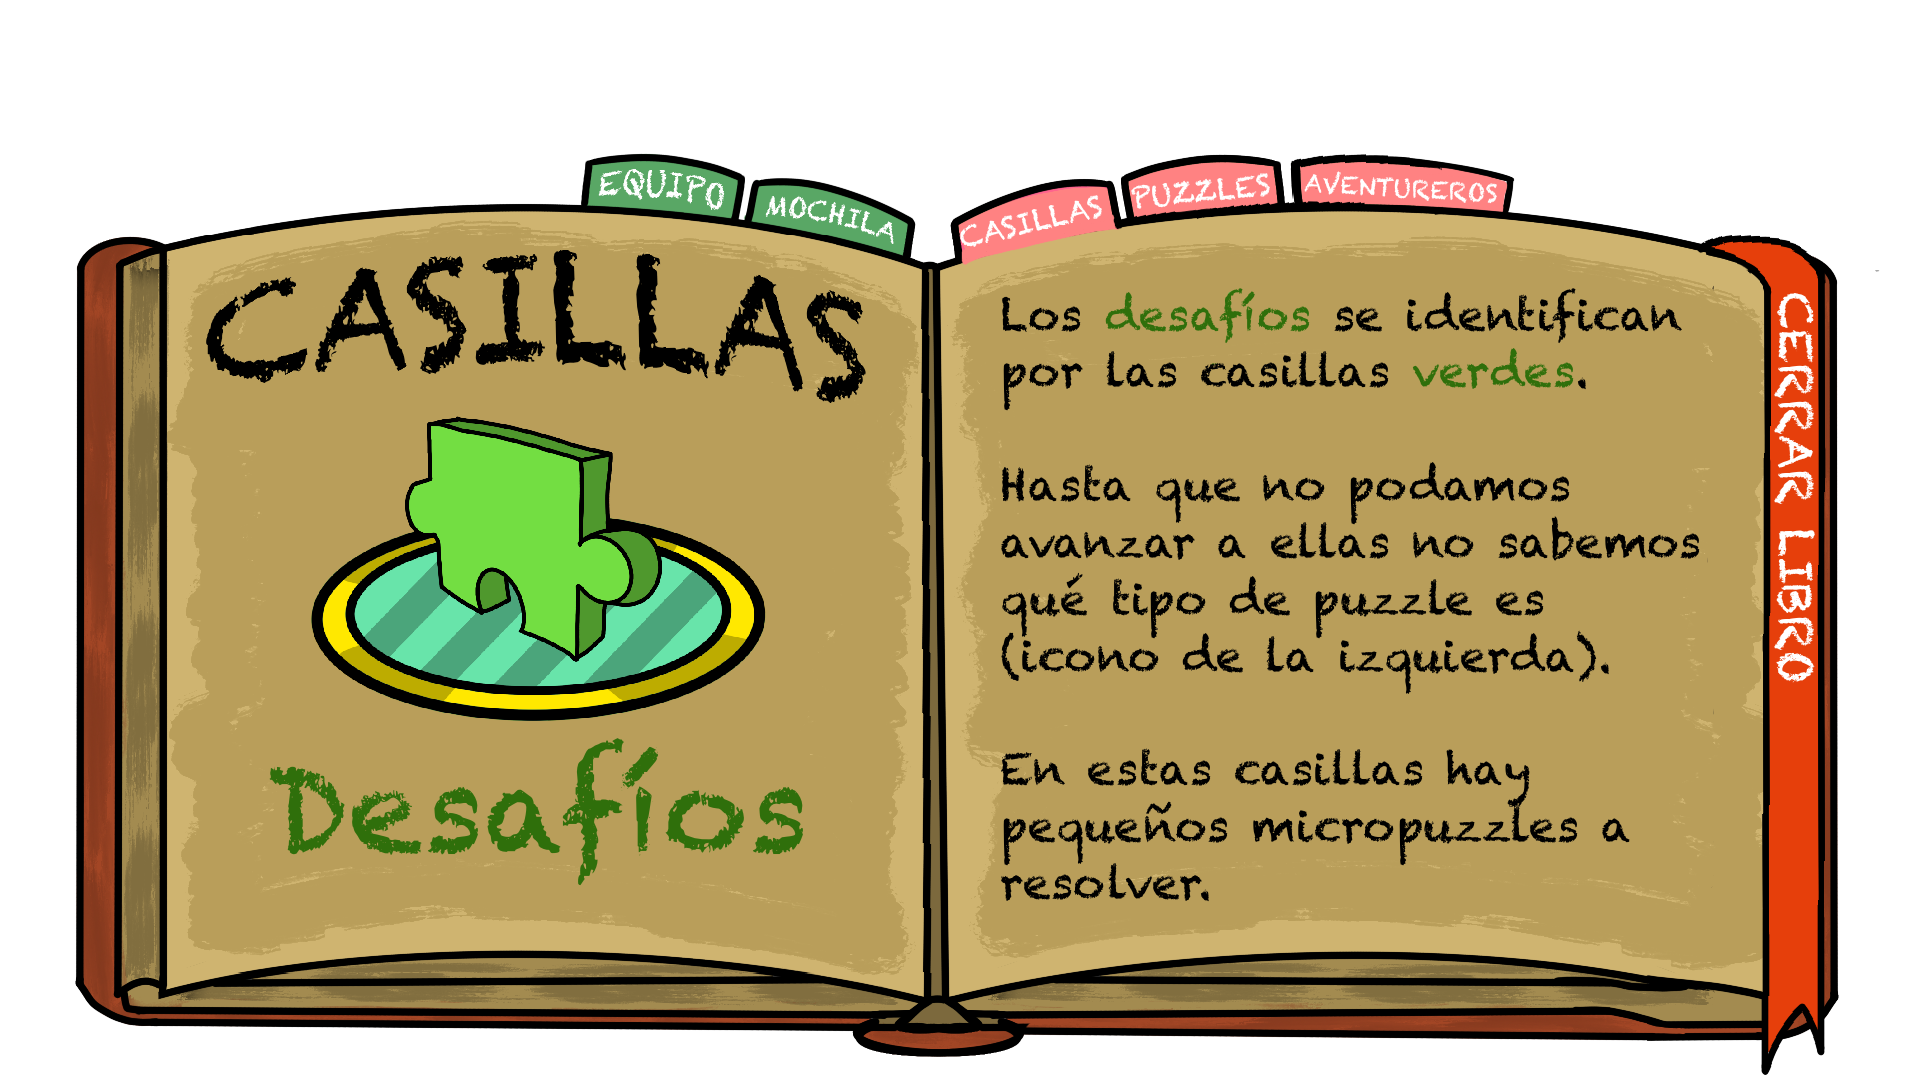 EQUIPO
MOCHILA
CASILLAS
PUZZLES
AVENTUREROS
CASILLAS
Desafíos
Los desafíos se identifican
por las casillas verdes.
Hasta que no podamos
avanzar a ellas no sabemos
qué tipo de puzzle es
(icono de la izquierda).
En estas casillas hay
pequeños micropuzzles a
resolver.
CERRAR LIBRO